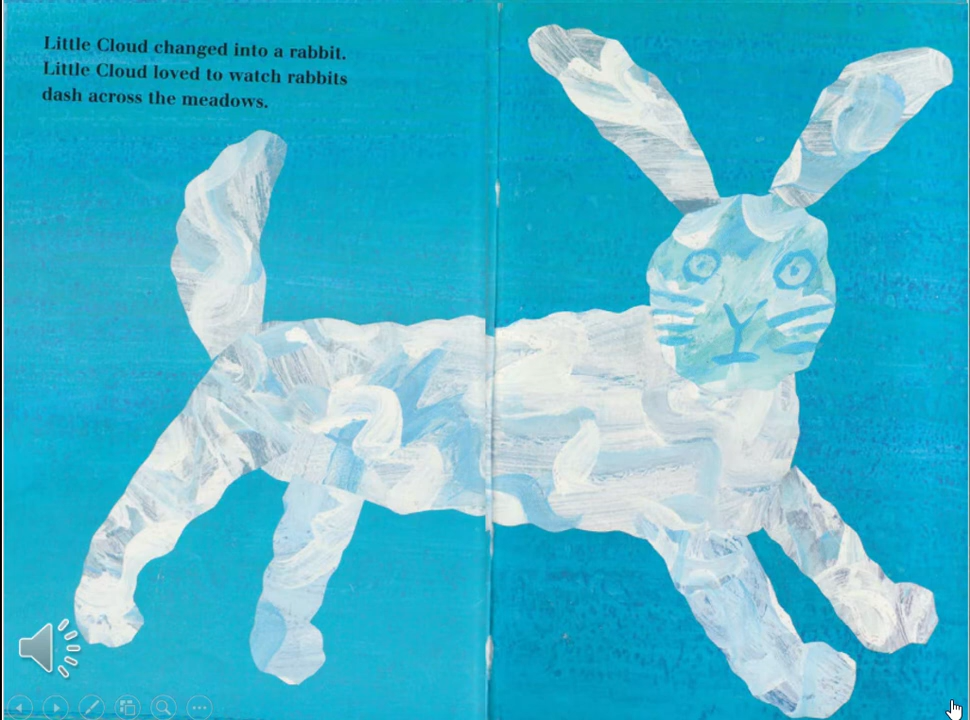 Little Cloud changed into a rabbit.
Little Cloud loved to watch rabbits
dash across the meadows.